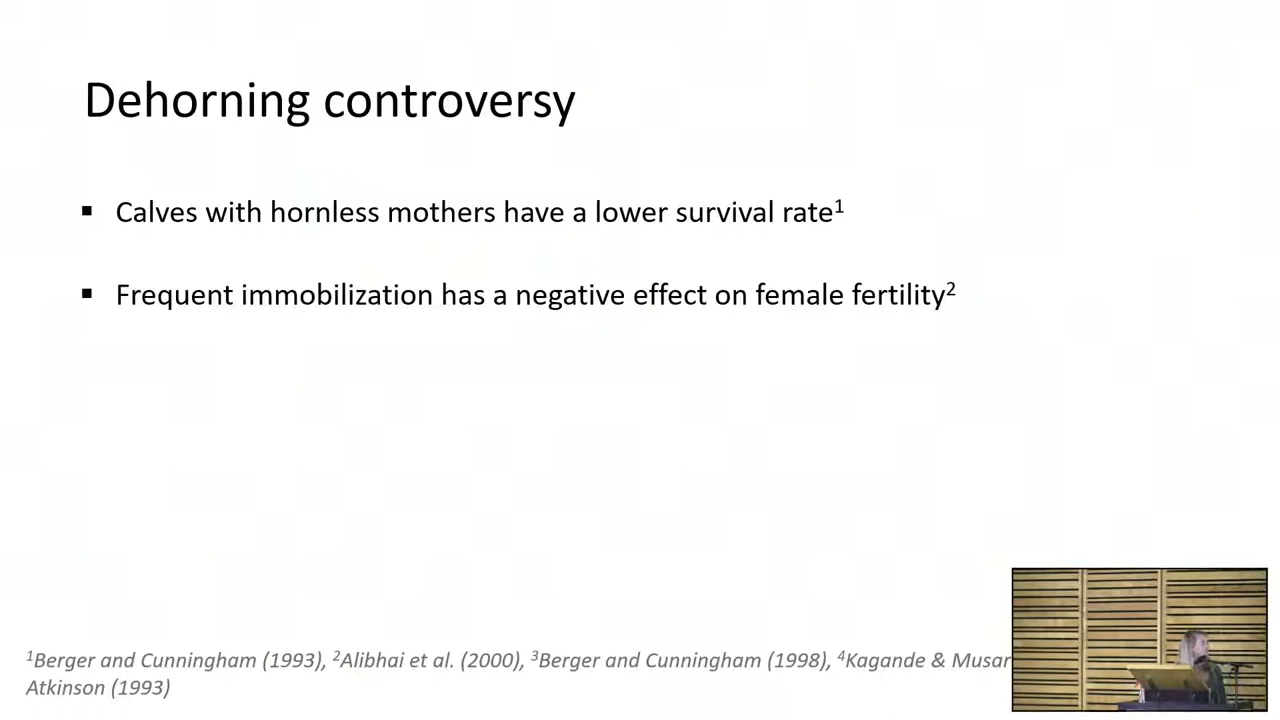 Dehorning controversy
▪ Calves with hornless mothers have a lower survival rate¹
▪ Frequent immobilization has a negative effect on female fertility²
¹Berger and Cunningham (1993), ²Alibhai et al. (2000), ³Berger and Cunningham (1998), ⁴Kagande &
Atkinson (1993)